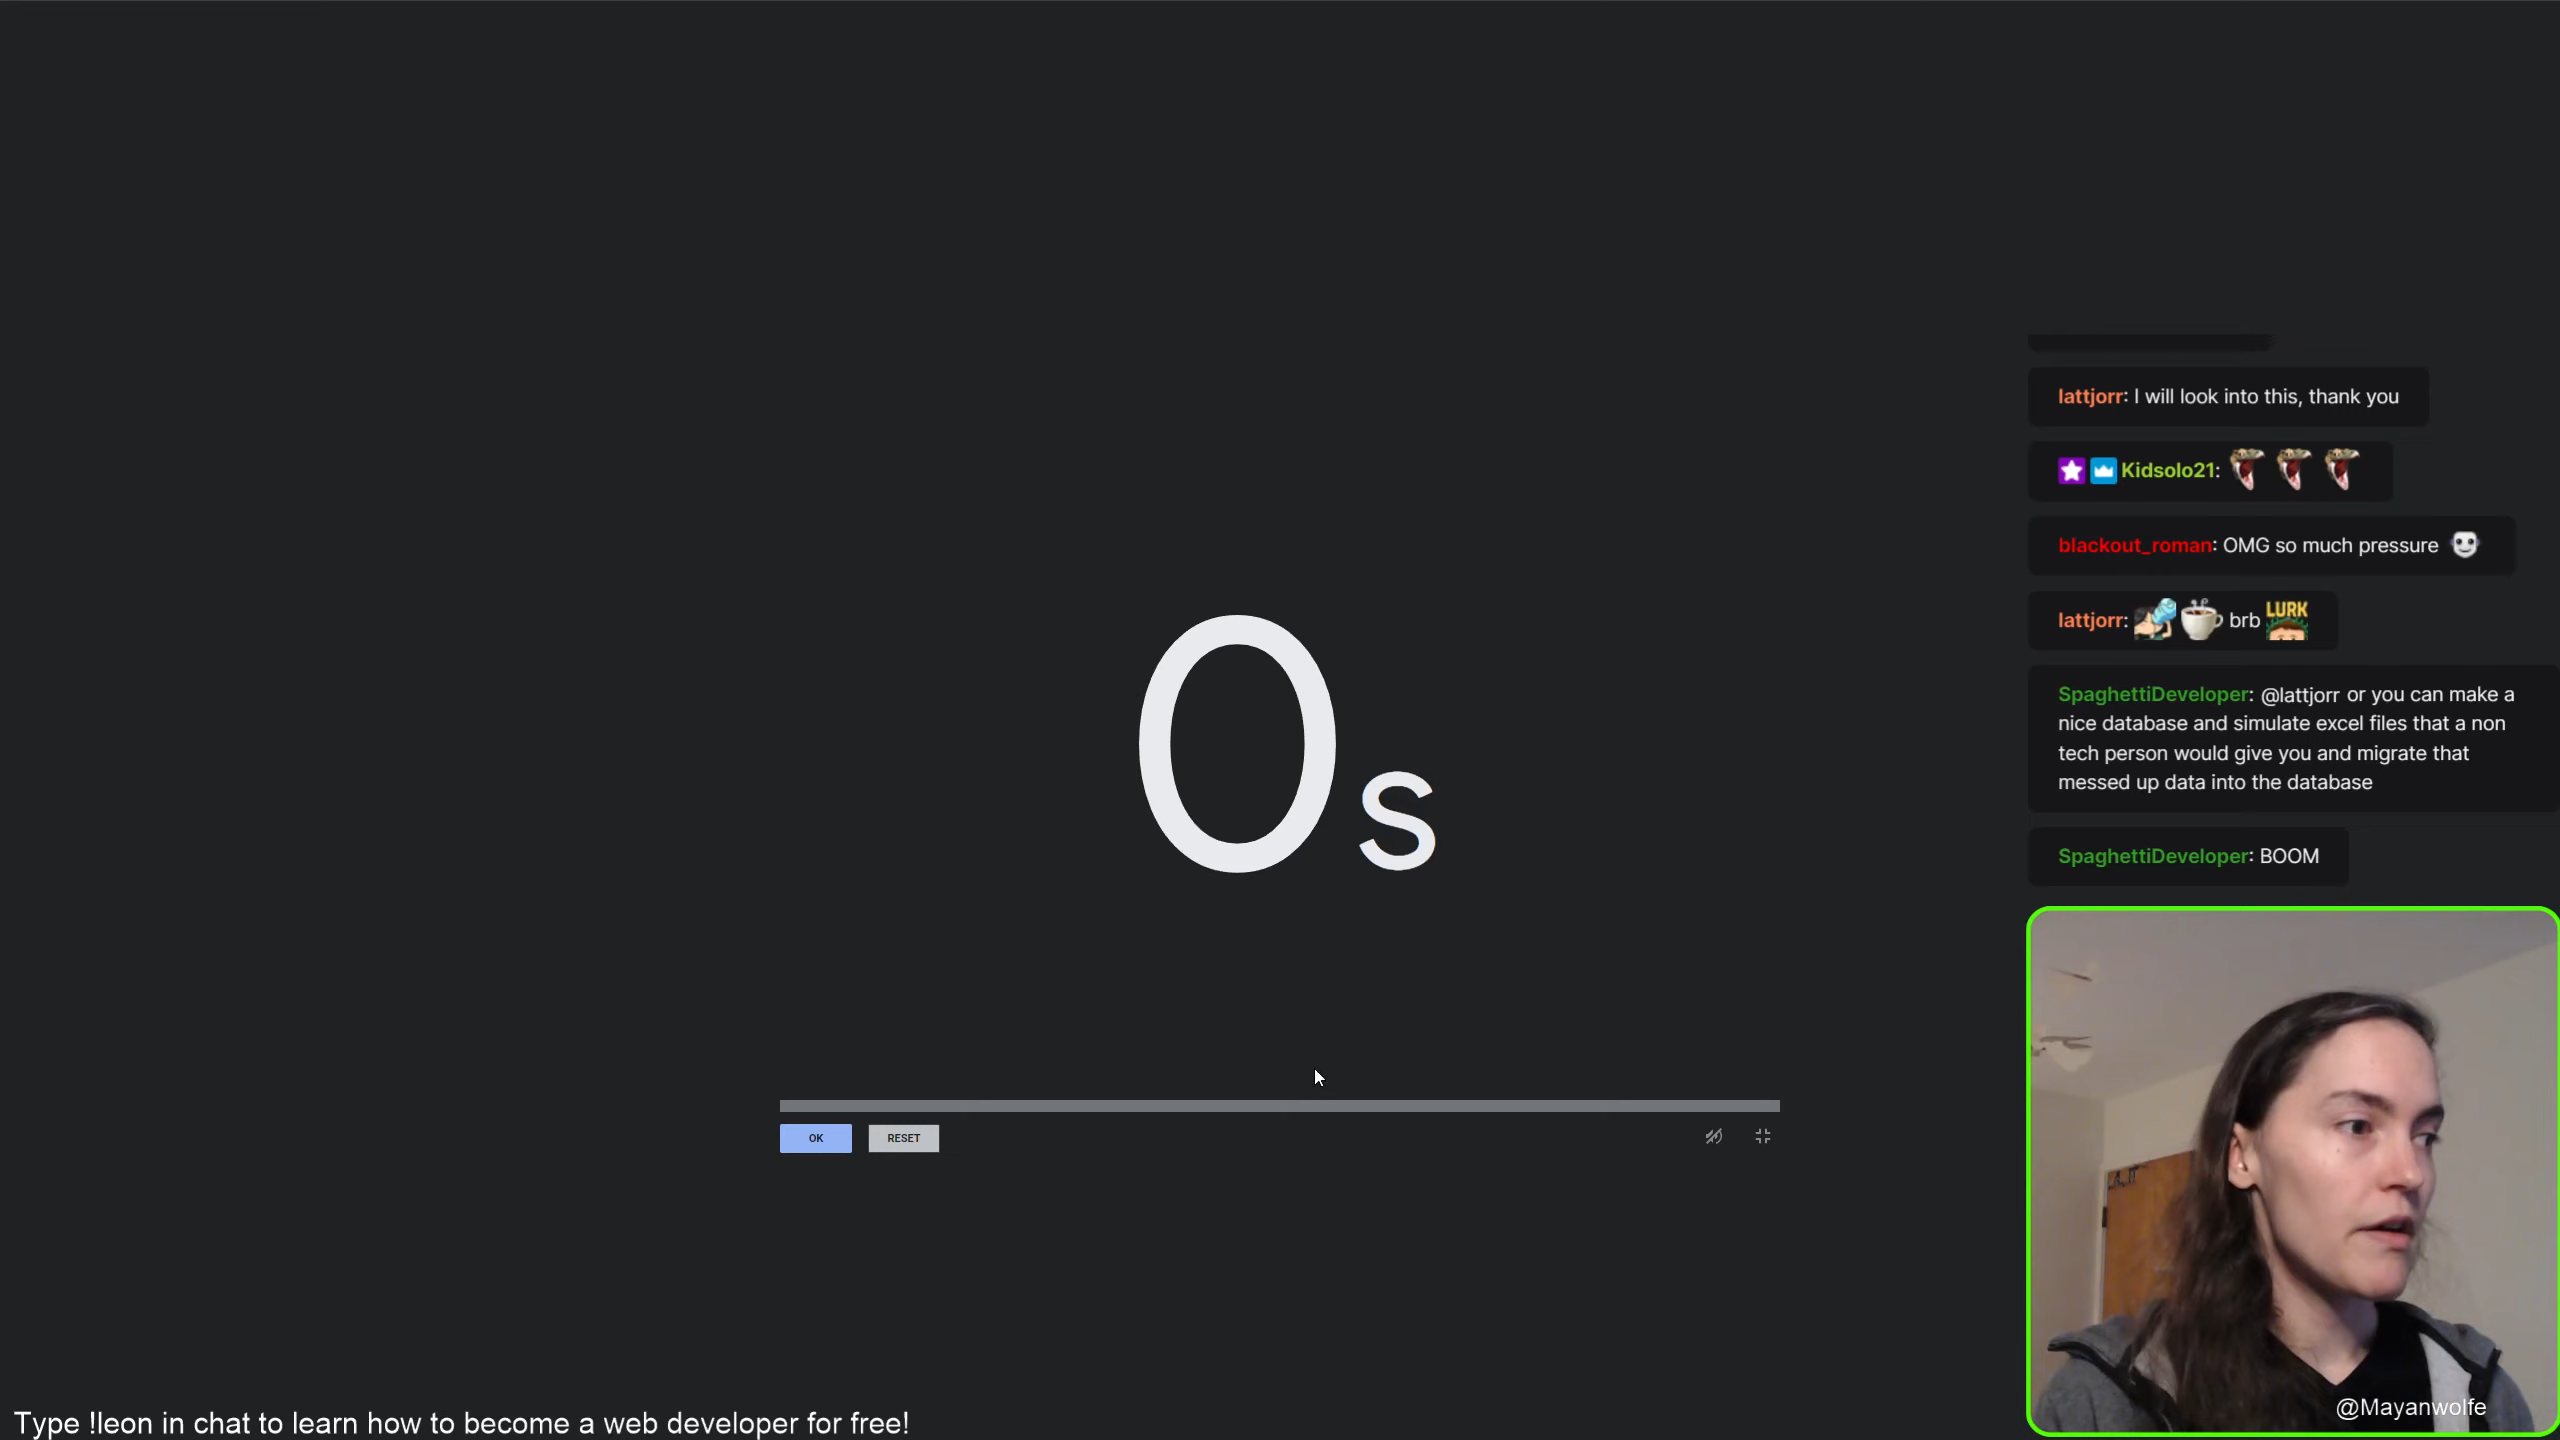 lattjorr: I will look into this, thank you
Kidsolo21:
blackout_roman: OMG so much pressure
lattjorr: brb LURK
SpaghettiDeveloper: @lattjorr or you can make a
nice database and simulate excel files that a non
tech person would give you and migrate that
messed up data into the database
SpaghettiDeveloper: BOOM
0s
OK RESET
@Mayanwolfe
Type !leon in chat to learn how to become a web developer for free!